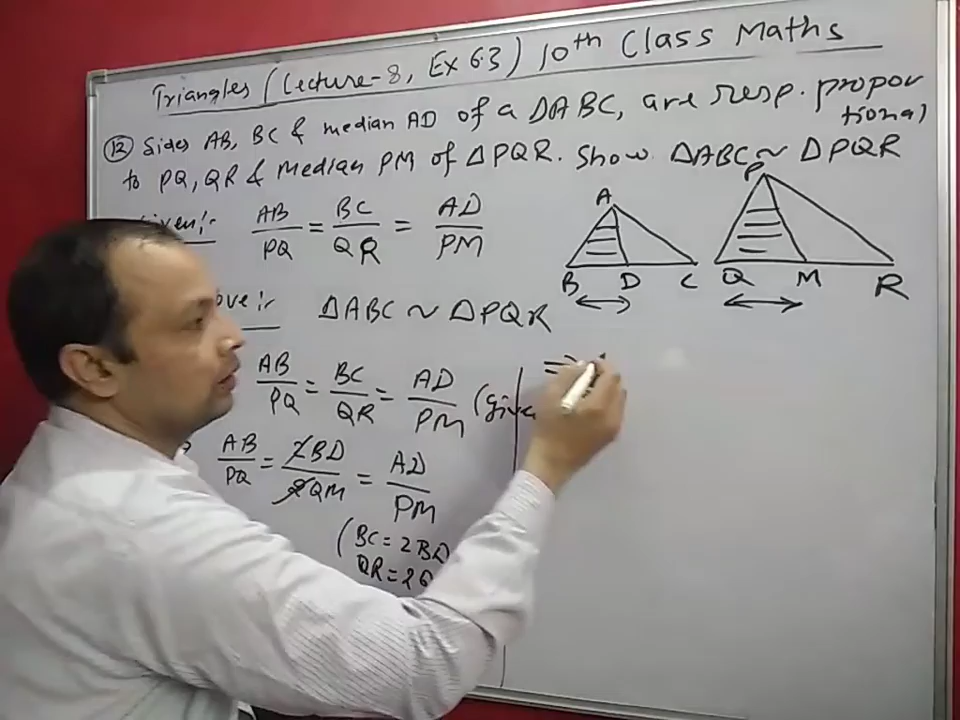 Triangles (Lecture-8, Ex 6.3) 10th Class Maths
(12) Sides AB, BC & median AD of a ΔABC, are resp. propor
tional
to PQ, QR & Median PM of ΔPQR. Show ΔABC ~ ΔPQR
AB/PQ = BC/QR = AD/PM
A
B D C
P
Q M R
ΔABC ~ ΔPQR
AB/PQ = BC/QR = AD/PM
⇒
AB/PQ = 2BD/2QM = AD/PM
(BC = 2BD
QR = 2Q